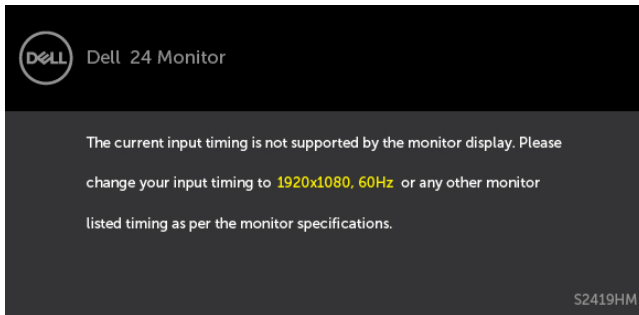 DELL
Dell 24 Monitor
The current input timing is not supported by the monitor display. Please
change your input timing to 1920x1080, 60Hz or any other monitor
listed timing as per the monitor specifications.
S2419HM